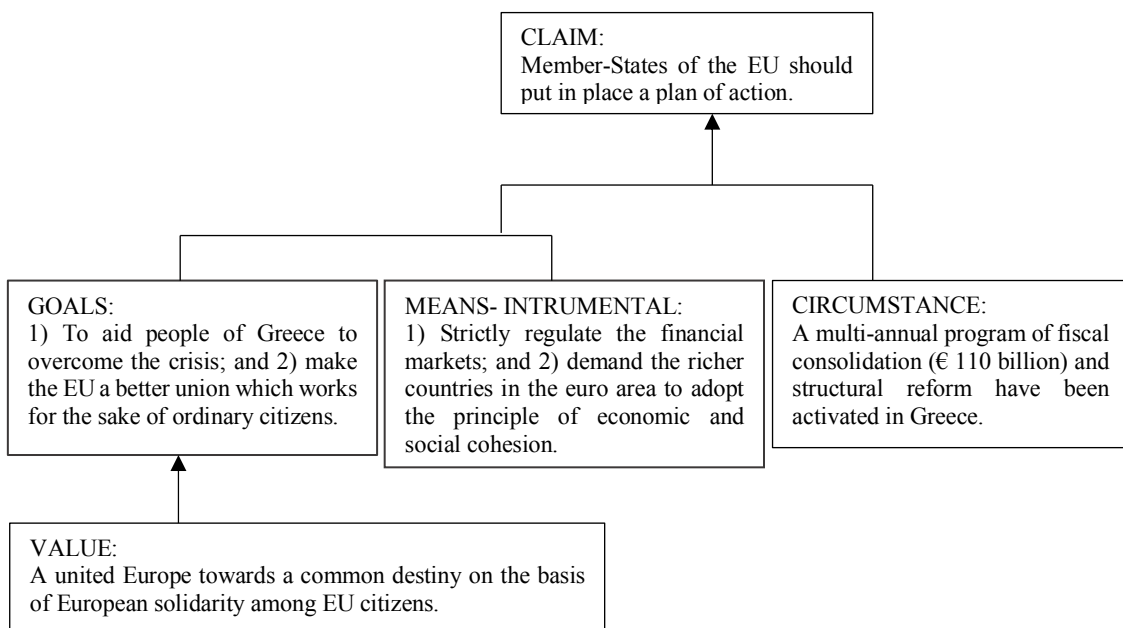 CLAIM:
Member-States of the EU should
put in place a plan of action.
GOALS:
1) To aid people of Greece to
overcome the crisis; and 2) make
the EU a better union which works
for the sake of ordinary citizens.
MEANS- INTRUMENTAL:
1) Strictly regulate the financial
markets; and 2) demand the richer
countries in the euro area to adopt
the principle of economic and
social cohesion.
CIRCUMSTANCE:
A multi-annual program of fiscal
consolidation (€ 110 billion) and
structural reform have been
activated in Greece.
VALUE:
A united Europe towards a common destiny on the basis
of European solidarity among EU citizens.